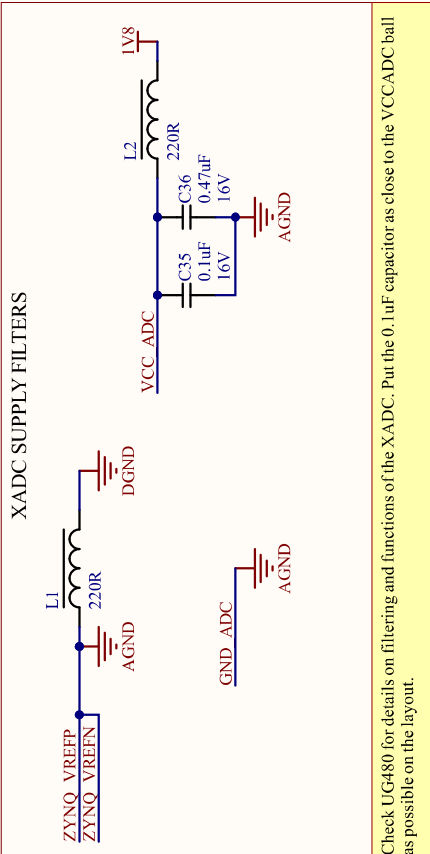 XADC SUPPLY FILTERS
ZYNQ_VREFP
ZYNQ_VREFN
AGND
L1
220R
DGND
GND_ADC
AGND
VCC_ADC
C35
0.1uF
16V
C36
0.47uF
16V
AGND
L2
220R
1V8
Check UG480 for details on filtering and functions of the XADC. Put the 0.1uF capacitor as close to the VCCADC ball
as possible on the layout.